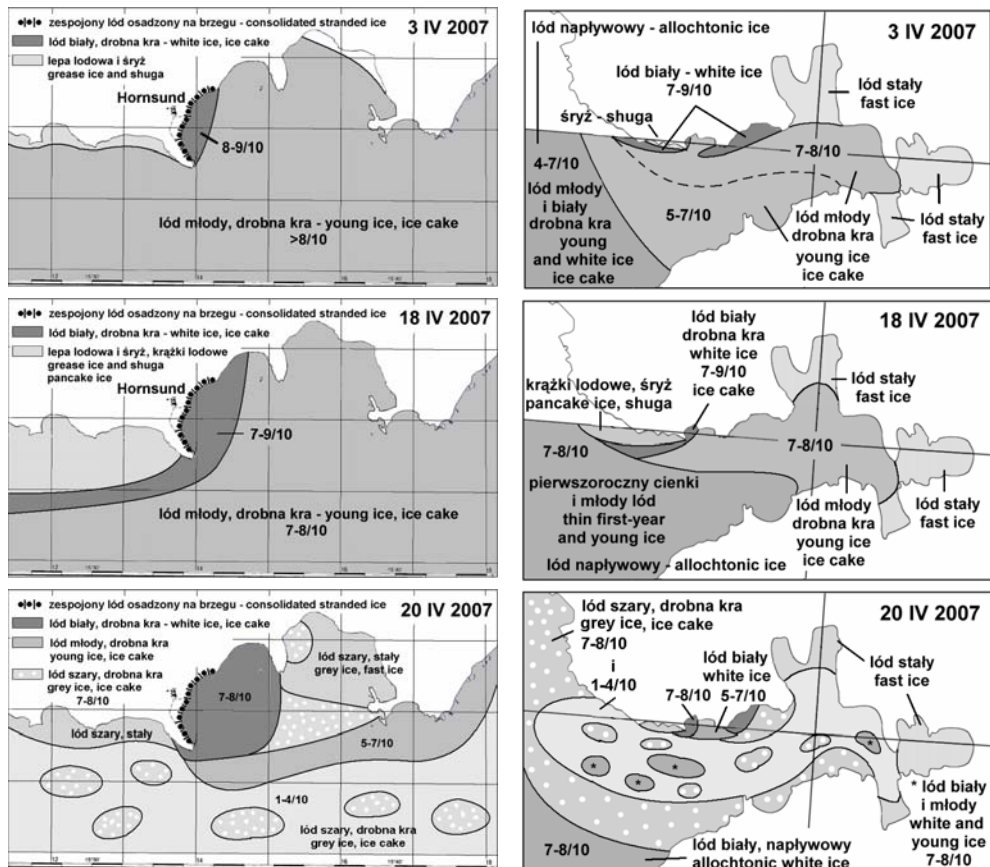 zespojony lód osadzony na brzegu - consolidated stranded ice
3 IV 2007
lód biały, drobna kra - white ice, ice cake
lepa lodowa i śryż
grease ice and shuga
Hornsund
8-9/10
lód młody, drobna kra - young ice, ice cake
>8/10
3 IV 2007
lód napływowy - allochtonic ice
lód biały - white ice
7-9/10
śryż - shuga
lód stały
fast ice
4-7/10
7-8/10
lód młody
i biały
drobna kra
young
and white ice
ice cake
5-7/10
lód młody
drobna kra
young ice
ice cake
lód stały
fast ice
zespojony lód osadzony na brzegu - consolidated stranded ice
18 IV 2007
lód biały, drobna kra - white ice, ice cake
lepa lodowa i śryż, krążki lodowe
grease ice and shuga
pancake ice
Hornsund
7-9/10
lód młody, drobna kra - young ice, ice cake
7-8/10
18 IV 2007
lód biały
drobna kra
white ice
7-9/10
ice cake
krążki lodowe, śryż
pancake ice, shuga
lód stały
fast ice
7-8/10
7-8/10
pierwszoroczny cienki
i młody lód
thin first-year
and young ice
lód młody
drobna kra
young ice
ice cake
lód stały
fast ice
lód napływowy - allochtonic ice
zespojony lód osadzony na brzegu - consolidated stranded ice
20 IV 2007
lód biały, drobna kra - white ice, ice cake
lód młody, drobna kra
young ice, ice cake
lód szary, drobna kra
grey ice, ice cake
7-8/10
lód szary, stały
grey ice, fast ice
7-8/10
lód szary, stały
5-7/10
1-4/10
lód szary, drobna kra
grey ice, ice cake
20 IV 2007
lód szary, drobna kra
grey ice, ice cake
7-8/10
i
1-4/10
lód biały
white ice
7-8/10
5-7/10
lód stały
fast ice
* lód biały
i młody
white and
young ice
7-8/10
7-8/10
lód biały, napływowy
allochtonic white ice